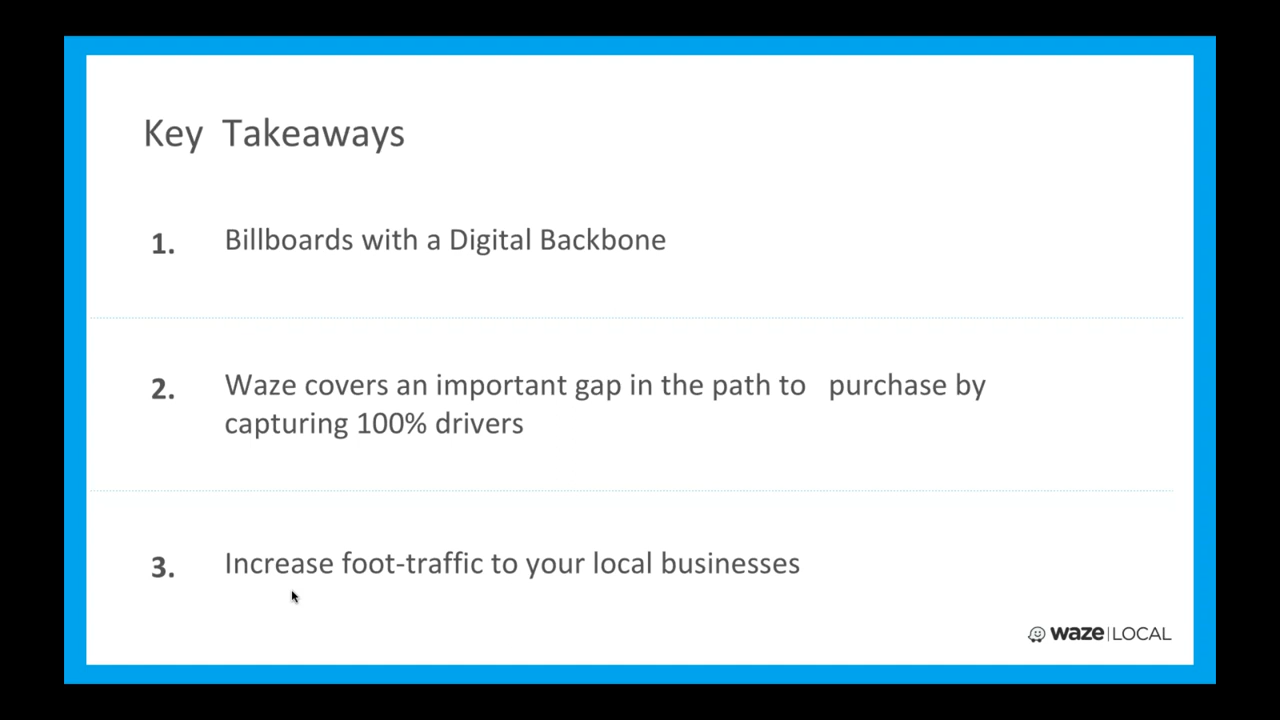 Key Takeaways
1. Billboards with a Digital Backbone
2. Waze covers an important gap in the path to purchase by
capturing 100% drivers
3. Increase foot-traffic to your local businesses
waze|LOCAL